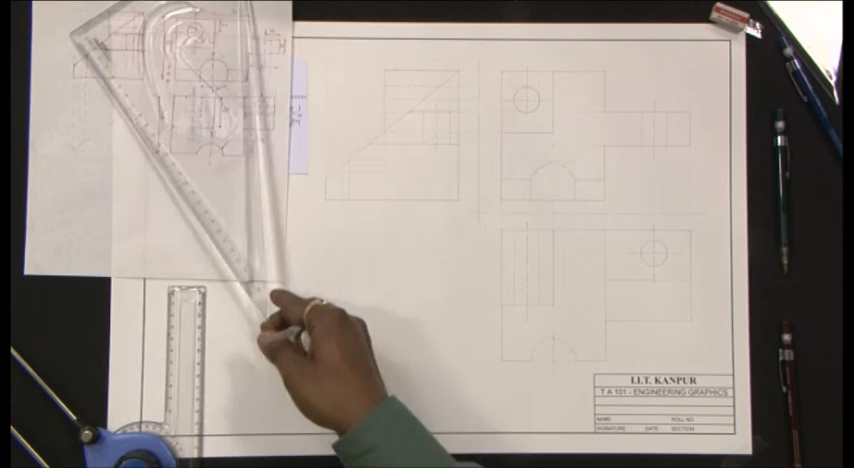 I.I.T. KANPUR
T A 101 - ENGINEERING GRAPHICS
NAME ROLL NO
SIGNATURE DATE SECTION